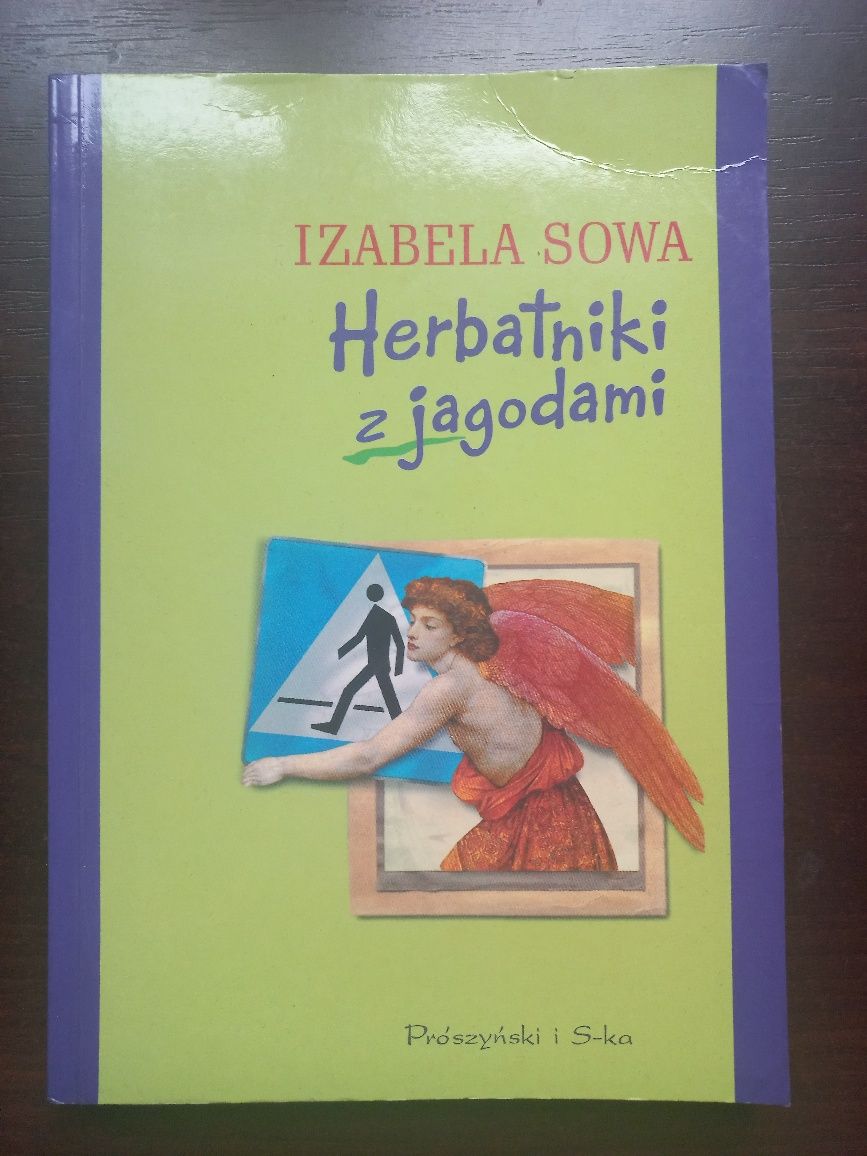 IZABELA SOWA
Herbatniki
z jagodami
Prószyński i S-ka